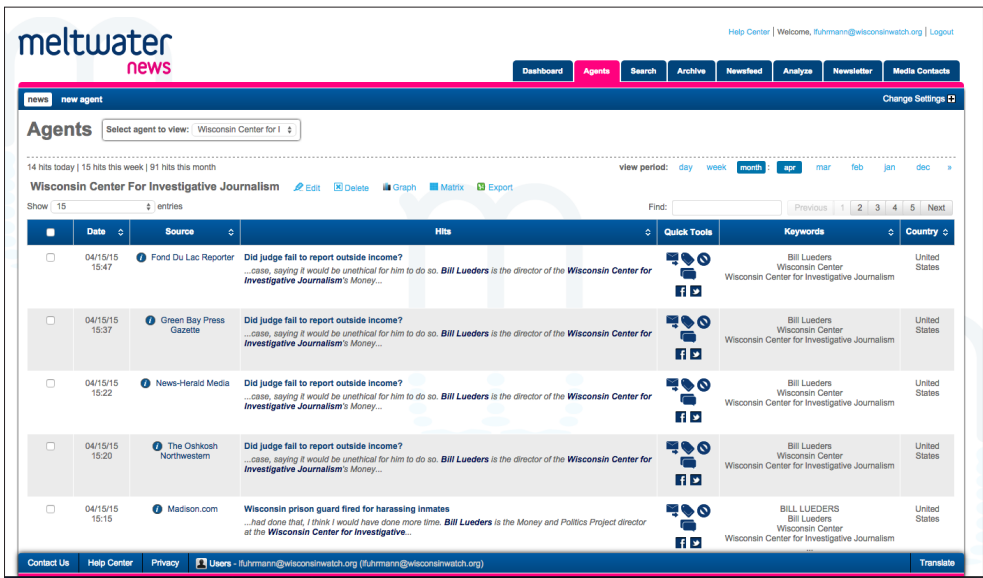 meltwater
news
Help Center | Welcome, lfuhrmann@wisconsinwatch.org | Logout
Dashboard Agents Search Archive Newsfeed Analyze Newsletter Media Contacts
news new agent Change Settings
Agents Select agent to view: Wisconsin Center for I
14 hits today | 15 hits this week | 91 hits this month view period: day week month : apr mar feb jan dec »
Wisconsin Center For Investigative Journalism Edit Delete Graph Matrix Export
Show 15 entries Find: Previous 1 2 3 4 5 Next
Date Source Hits Quick Tools Keywords Country
04/15/15
15:47
Fond Du Lac Reporter
Did judge fail to report outside income?
...case, saying it would be unethical for him to do so. Bill Lueders is the director of the Wisconsin Center for
Investigative Journalism's Money...
Bill Lueders
Wisconsin Center
Wisconsin Center for Investigative Journalism
United
States
04/15/15
15:37
Green Bay Press
Gazette
Did judge fail to report outside income?
...case, saying it would be unethical for him to do so. Bill Lueders is the director of the Wisconsin Center for
Investigative Journalism's Money...
Bill Lueders
Wisconsin Center
Wisconsin Center for Investigative Journalism
United
States
04/15/15
15:22
News-Herald Media
Did judge fail to report outside income?
...case, saying it would be unethical for him to do so. Bill Lueders is the director of the Wisconsin Center for
Investigative Journalism's Money...
Bill Lueders
Wisconsin Center
Wisconsin Center for Investigative Journalism
United
States
04/15/15
15:20
The Oshkosh
Northwestern
Did judge fail to report outside income?
...case, saying it would be unethical for him to do so. Bill Lueders is the director of the Wisconsin Center for
Investigative Journalism's Money...
Bill Lueders
Wisconsin Center
Wisconsin Center for Investigative Journalism
United
States
04/15/15
15:15
Madison.com
Wisconsin prison guard fired for harassing inmates
...had done that, I think I would have done more time. Bill Lueders is the Money and Politics Project director
at the Wisconsin Center for Investigative...
BILL LUEDERS
Bill Lueders
Wisconsin Center
Wisconsin Center for Investigative Journalism
...
United
States
Contact Us Help Center Privacy Users - lfuhrmann@wisconsinwatch.org (lfuhrmann@wisconsinwatch.org) Translate